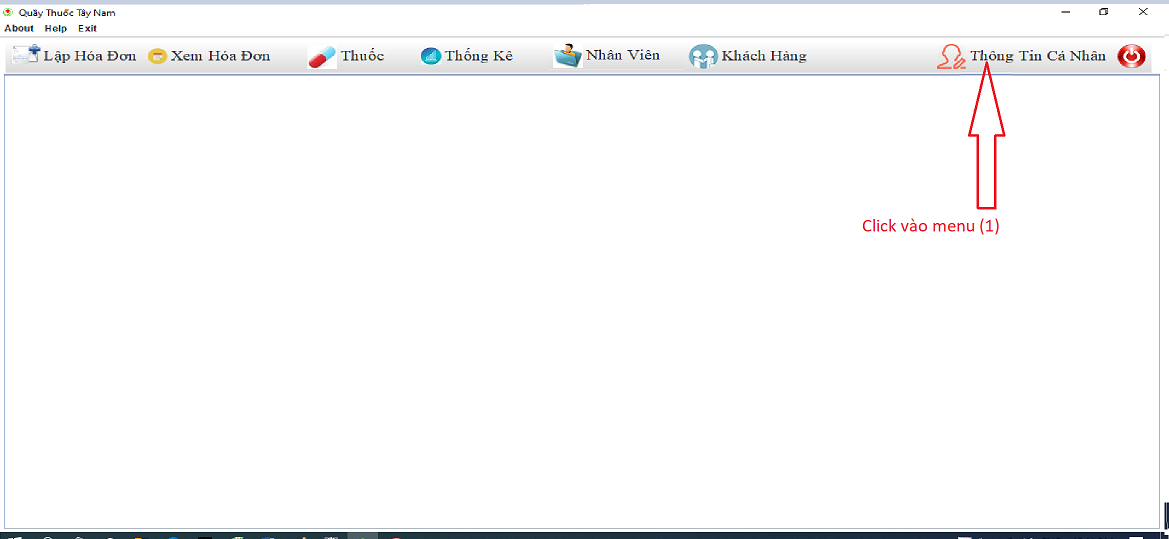 Quầy Thuốc Tây Nam
About Help Exit
Lập Hóa Đơn Xem Hóa Đơn Thuốc Thống Kê Nhân Viên Khách Hàng Thông Tin Cá Nhân
Click vào menu (1)